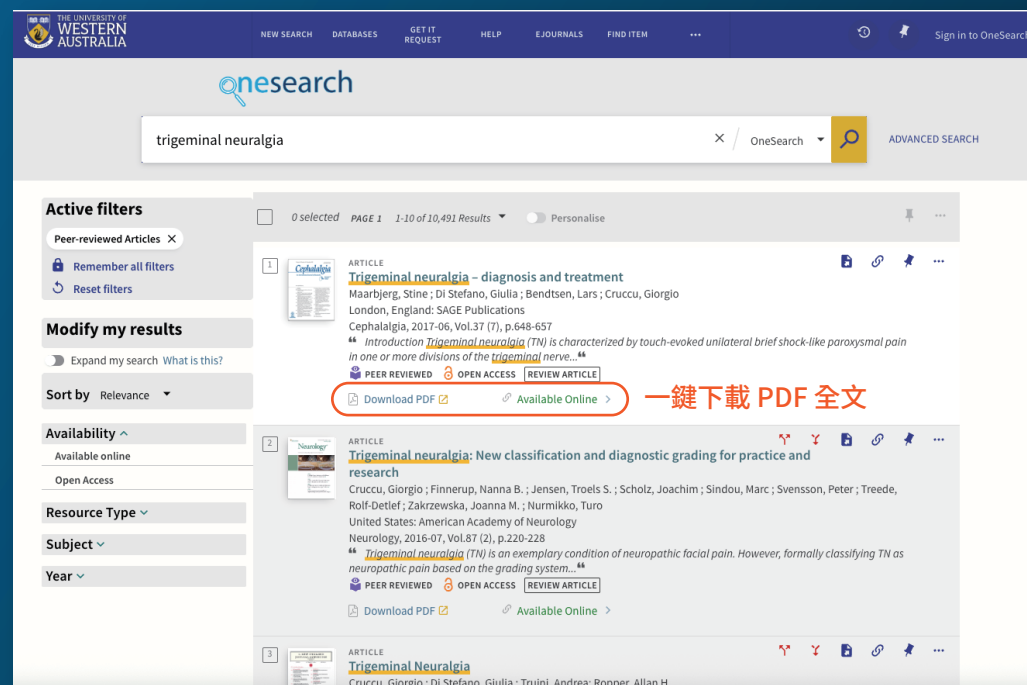 THE UNIVERSITY OF
WESTERN
AUSTRALIA
NEW SEARCH DATABASES GET IT REQUEST HELP EJOURNALS FIND ITEM ... Sign in to OneSearch
onesearch
trigeminal neuralgia × OneSearch ADVANCED SEARCH
Active filters
Peer-reviewed Articles ×
Remember all filters
Reset filters
Modify my results
Expand my search What is this?
Sort by Relevance
Availability
Available online
Open Access
Resource Type
Subject
Year
0 selected PAGE 1 1-10 of 10,491 Results Personalise ...
1
Cephalalgia
ARTICLE
Trigeminal neuralgia – diagnosis and treatment
Maarbjerg, Stine ; Di Stefano, Giulia ; Bendtsen, Lars ; Cruccu, Giorgio
London, England: SAGE Publications
Cephalalgia, 2017-06, Vol.37 (7), p.648-657
“ Introduction Trigeminal neuralgia (TN) is characterized by touch-evoked unilateral brief shock-like paroxysmal pain
in one or more divisions of the trigeminal nerve...“
PEER REVIEWED OPEN ACCESS REVIEW ARTICLE
Download PDF Available Online >
一鍵下載 PDF 全文
2
Neurology
ARTICLE
Trigeminal neuralgia: New classification and diagnostic grading for practice and
research
Cruccu, Giorgio ; Finnerup, Nanna B. ; Jensen, Troels S. ; Scholz, Joachim ; Sindou, Marc ; Svensson, Peter ; Treede,
Rolf-Detlef ; Zakrzewska, Joanna M. ; Nurmikko, Turo
United States: American Academy of Neurology
Neurology, 2016-07, Vol.87 (2), p.220-228
“ Trigeminal neuralgia (TN) is an exemplary condition of neuropathic facial pain. However, formally classifying TN as
neuropathic pain based on the grading system...“
PEER REVIEWED OPEN ACCESS REVIEW ARTICLE
Download PDF Available Online >
3
ARTICLE
Trigeminal Neuralgia
Cruccu, Giorgio ; Di Stefano, Giulia ; Truini, Andrea; Ropper, Allan H.